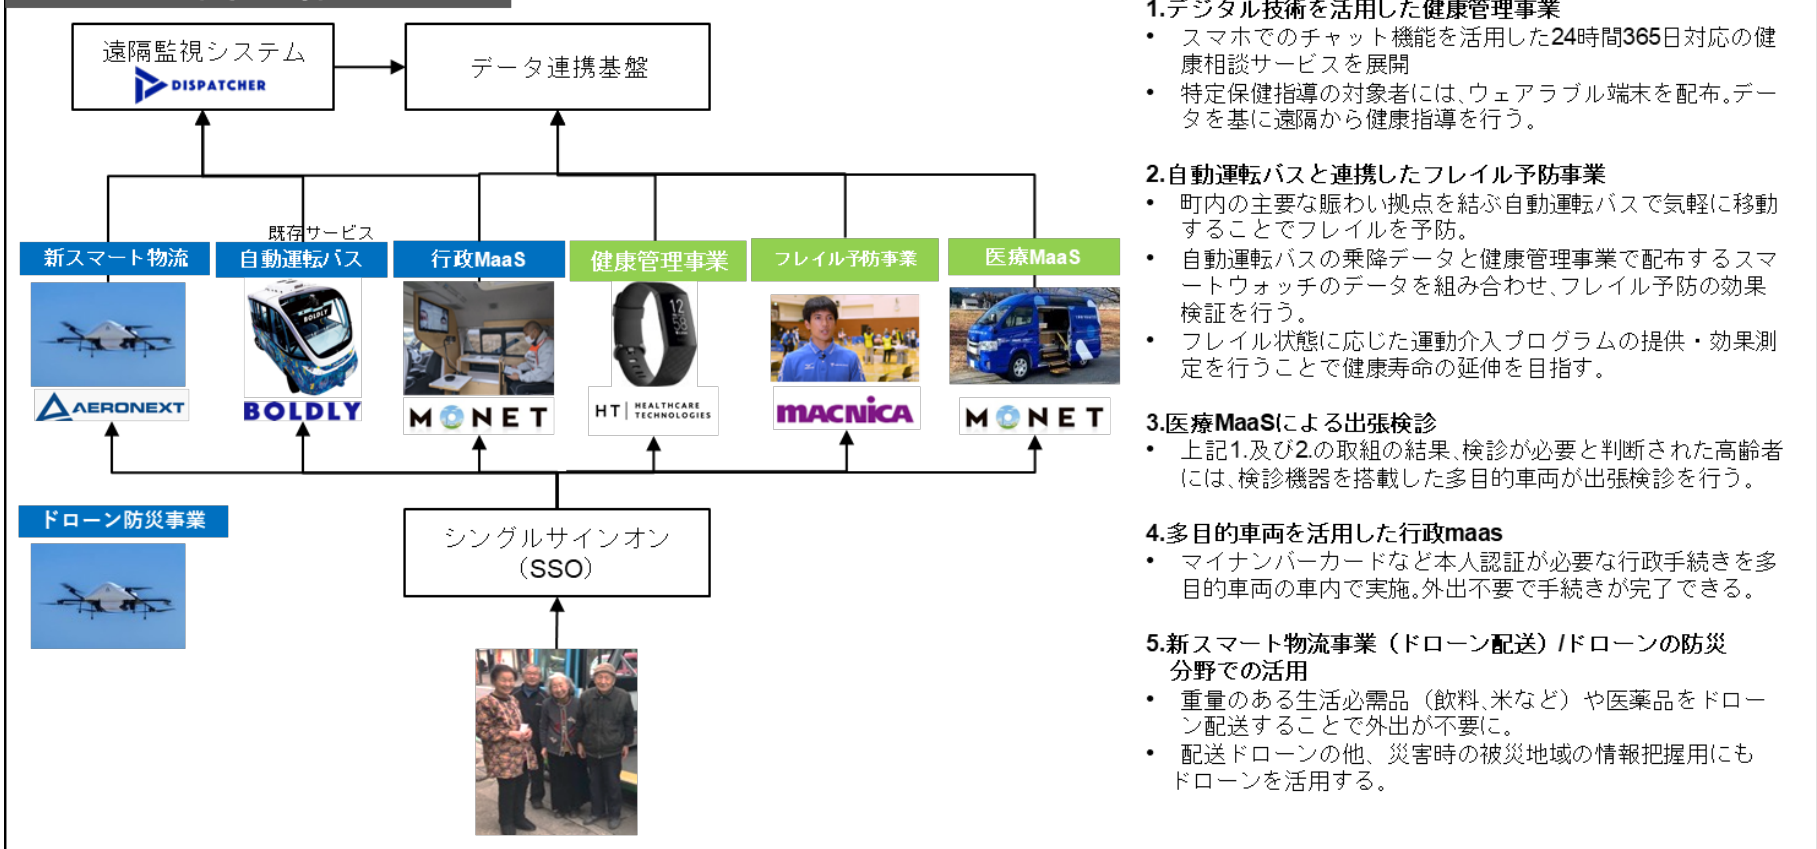 遠隔監視システム
DISPATCHER
データ連携基盤
既存サービス
新スマート物流
自動運転バス
行政MaaS
健康管理事業
フレイル予防事業
医療MaaS
BOLDLY
AERONEXT
BOLDLY
MONET
HT HEALTHCARE
TECHNOLOGIES
MACNICA
MONET
ドローン防災事業
シングルサインオン
（SSO）
1.デジタル技術を活用した健康管理事業
• スマホでのチャット機能を活用した24時間365日対応の健
康相談サービスを展開
• 特定保健指導の対象者には、ウェアラブル端末を配布。デー
タを基に遠隔から健康指導を行う。
2.自動運転バスと連携したフレイル予防事業
• 町内の主要な賑わい拠点を結ぶ自動運転バスで気軽に移動
することでフレイルを予防。
• 自動運転バスの乗降データと健康管理事業で配布するスマ
ートウォッチのデータを組み合わせ、フレイル予防の効果
検証を行う。
• フレイル状態に応じた運動介入プログラムの提供・効果測
定を行うことで健康寿命の延伸を目指す。
3.医療MaaSによる出張検診
• 上記1.及び2.の取組の結果、検診が必要と判断された高齢者
には、検診機器を搭載した多目的車両が出張検診を行う。
4.多目的車両を活用した行政maas
• マイナンバーカードなど本人認証が必要な行政手続きを多
目的車両の車内で実施。外出不要で手続きが完了できる。
5.新スマート物流事業（ドローン配送）/ドローンの防災
分野での活用
• 重量のある生活必需品（飲料、米など）や医薬品をドロー
ン配送することで外出が不要に。
• 配送ドローンの他、災害時の被災地域の情報把握用にも
ドローンを活用する。